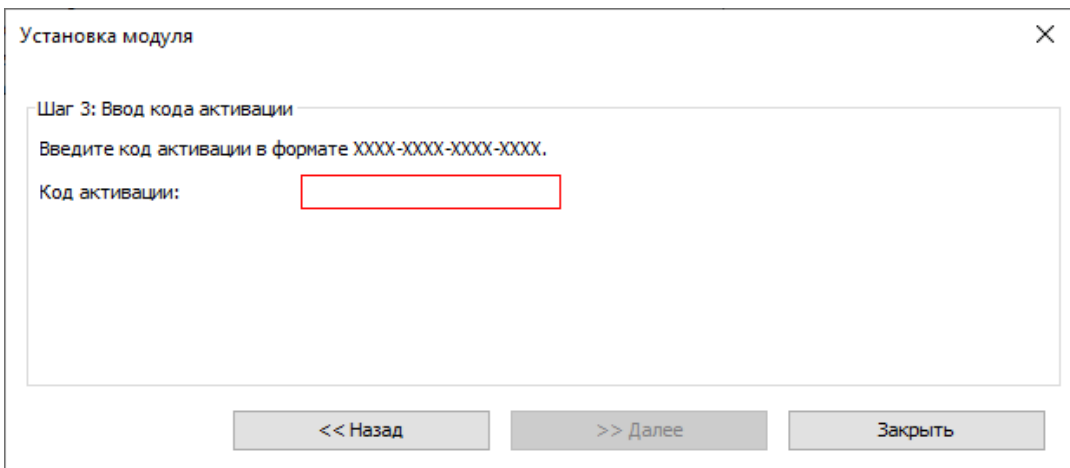 Установка модуля
Шаг 3: Ввод кода активации
Введите код активации в формате XXXX-XXXX-XXXX-XXXX.
Код активации:
<< Назад
>> Далее
Закрыть